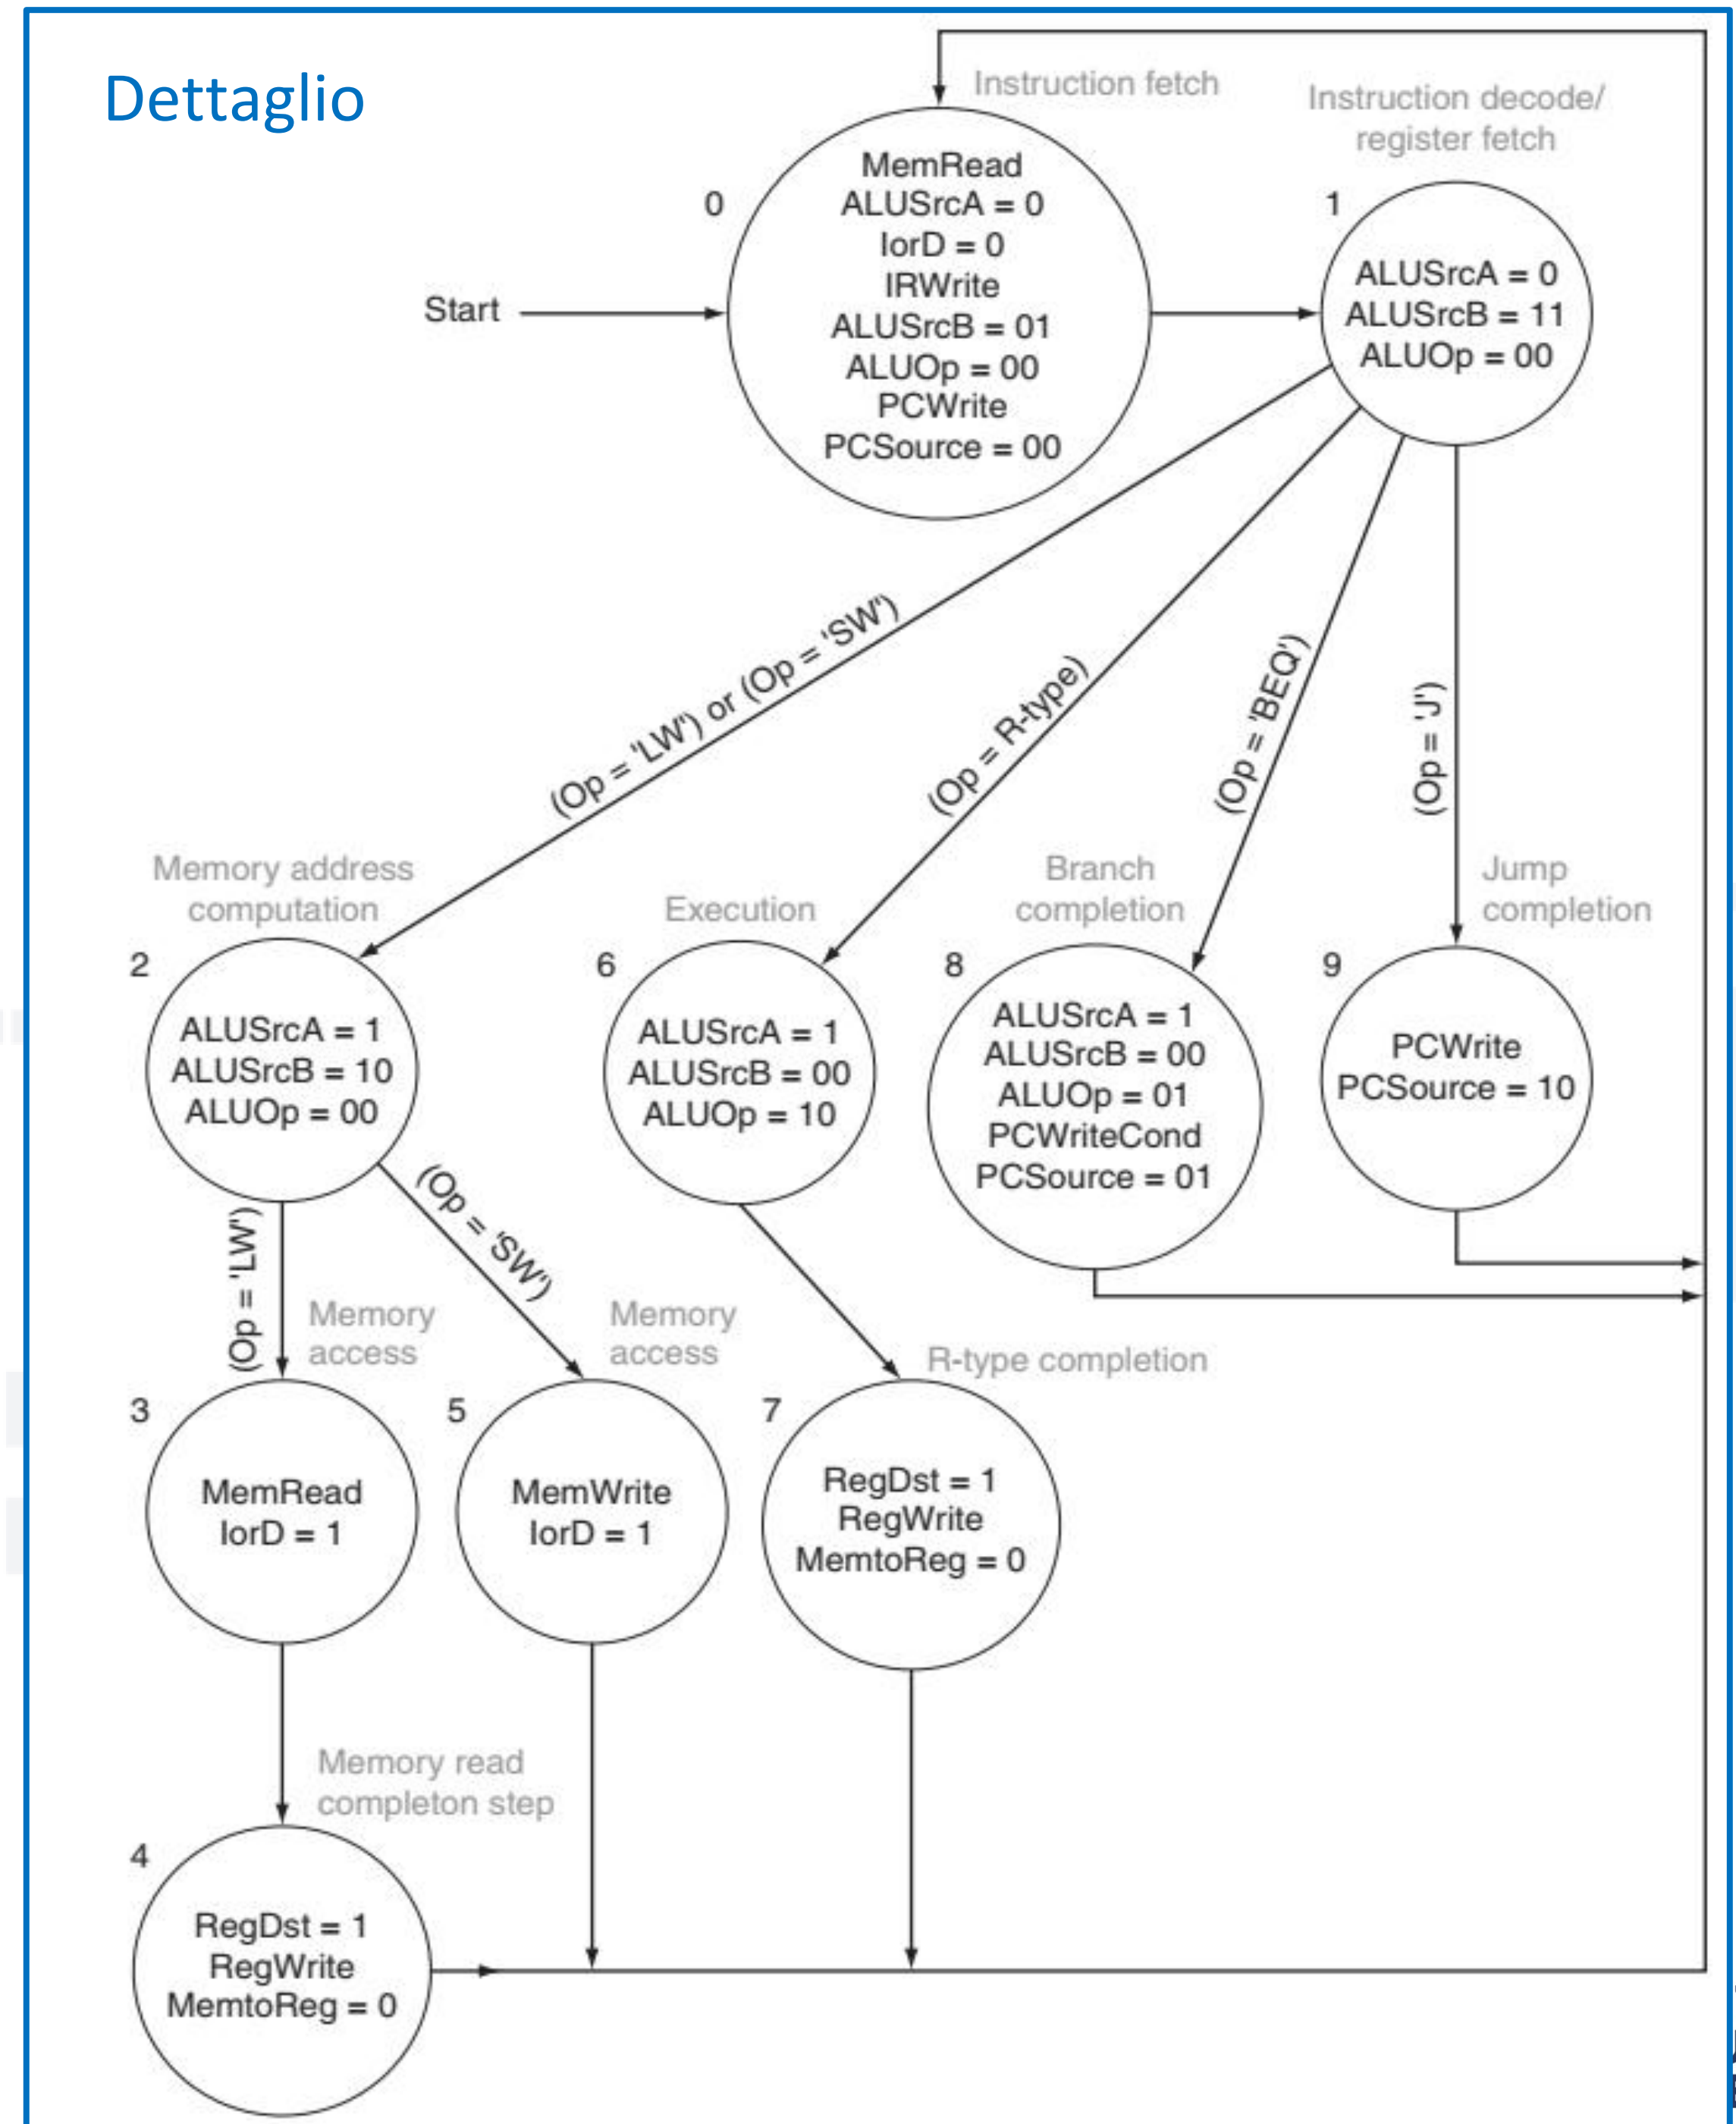 Dettaglio
Instruction fetch
Instruction decode/
register fetch
0
MemRead
ALUSrcA = 0
IorD = 0
IRWrite
ALUSrcB = 01
ALUOp = 00
PCWrite
PCSource = 00
1
ALUSrcA = 0
ALUSrcB = 11
ALUOp = 00
Start
(Op = 'LW') or (Op = 'SW')
(Op = R-type)
(Op = 'BEQ')
(Op = 'J')
Memory address
computation
2
ALUSrcA = 1
ALUSrcB = 10
ALUOp = 00
Execution
6
ALUSrcA = 1
ALUSrcB = 00
ALUOp = 10
Branch
completion
8
ALUSrcA = 1
ALUSrcB = 00
ALUOp = 01
PCWriteCond
PCSource = 01
Jump
completion
9
PCWrite
PCSource = 10
(Op = 'LW')
(Op = 'SW')
Memory
access
3
MemRead
IorD = 1
Memory
access
5
MemWrite
IorD = 1
R-type completion
7
RegDst = 1
RegWrite
MemtoReg = 0
Memory read
completon step
4
RegDst = 1
RegWrite
MemtoReg = 0